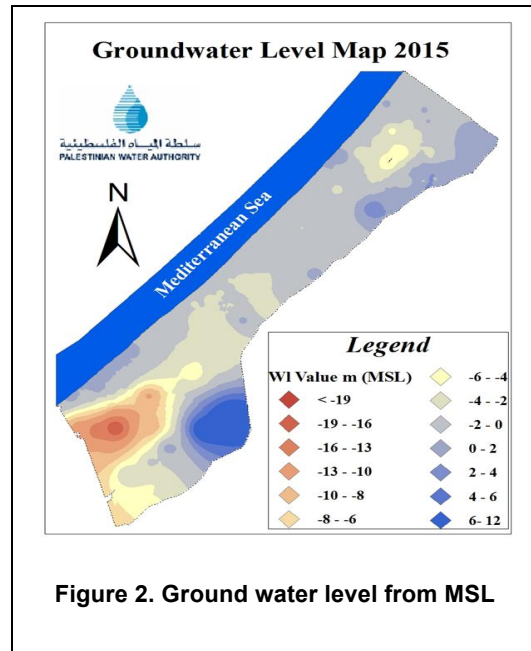 Groundwater Level Map 2015
سلطة المياه الفلسطينية
PALESTINIAN WATER AUTHORITY
N
Mediterranean Sea
Legend
Wl Value m (MSL)
< -19
-19 - -16
-16 - -13
-13 - -10
-10 - -8
-8 - -6
-6 - -4
-4 - -2
-2 - 0
0 - 2
2 - 4
4 - 6
6- 12
Figure 2. Ground water level from MSL